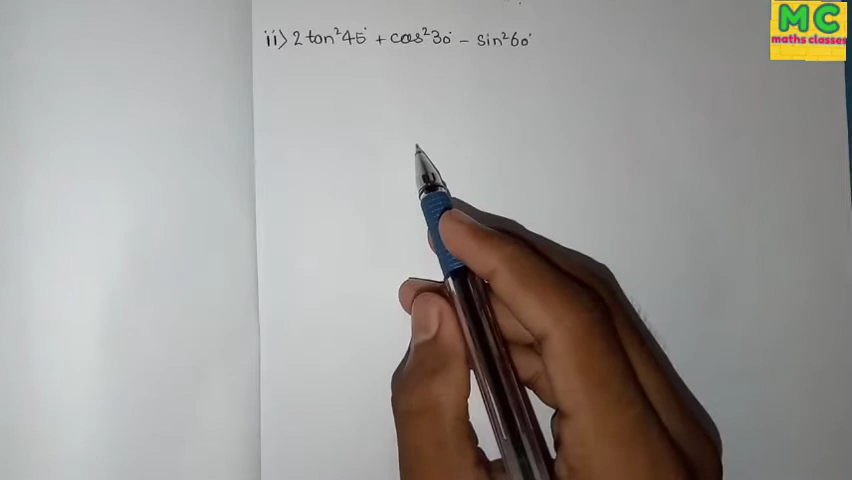 MC
maths classes
ii> 2 tan²45° + cos²30° - sin²60°